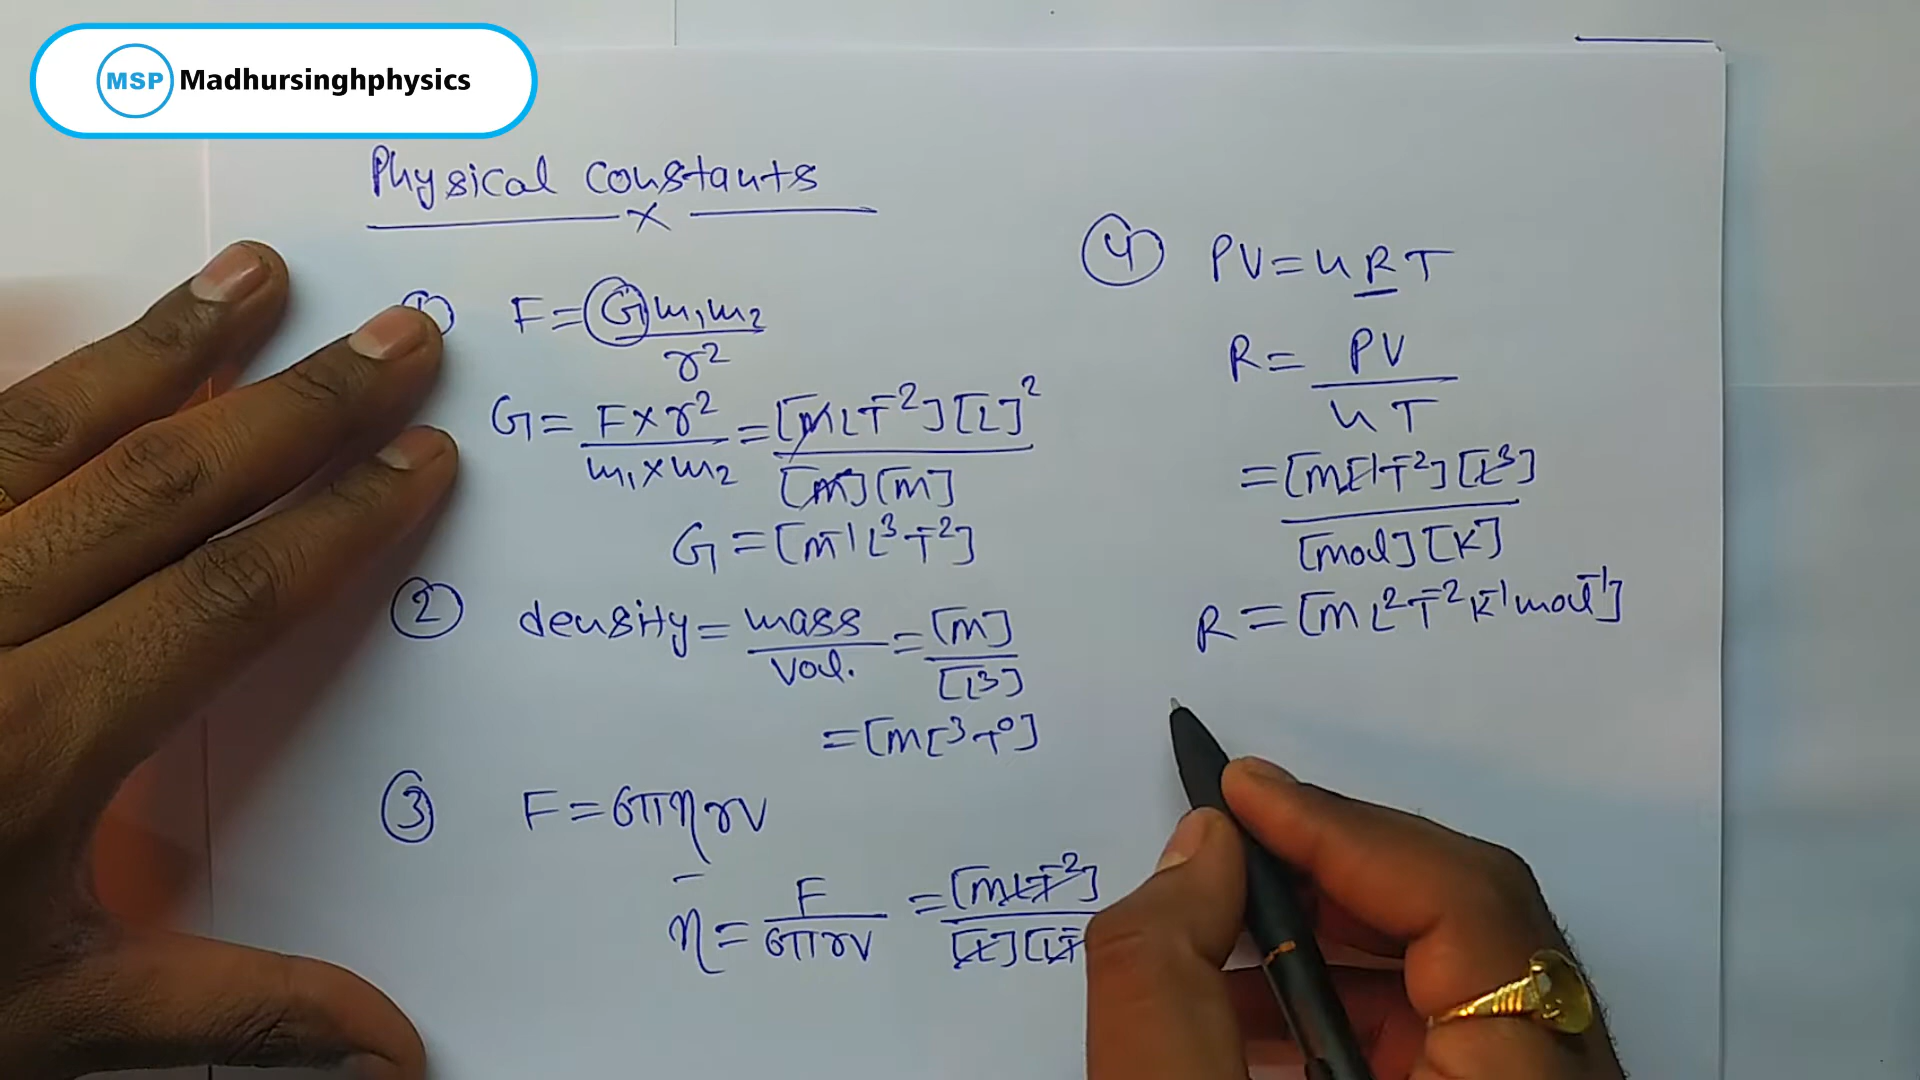 MSP Madhursinghphysics
Physical constants
x
① F = G m₁m₂ / r²
G = F × r² / m₁ × m₂ = [MLT⁻²][L]² / [M][M]
G = [M⁻¹L³T⁻²]
② density = mass / Vol. = [M] / [L³]
= [ML⁻³T⁰]
③ F = 6πηrv
η = F / 6πrv = [MLT⁻²] / [L][LT
④ PV = nRT
R = PV / nT
= [ML⁻¹T⁻²][L³] / [mol][K]
R = [ML²T⁻²K⁻¹mol⁻¹]